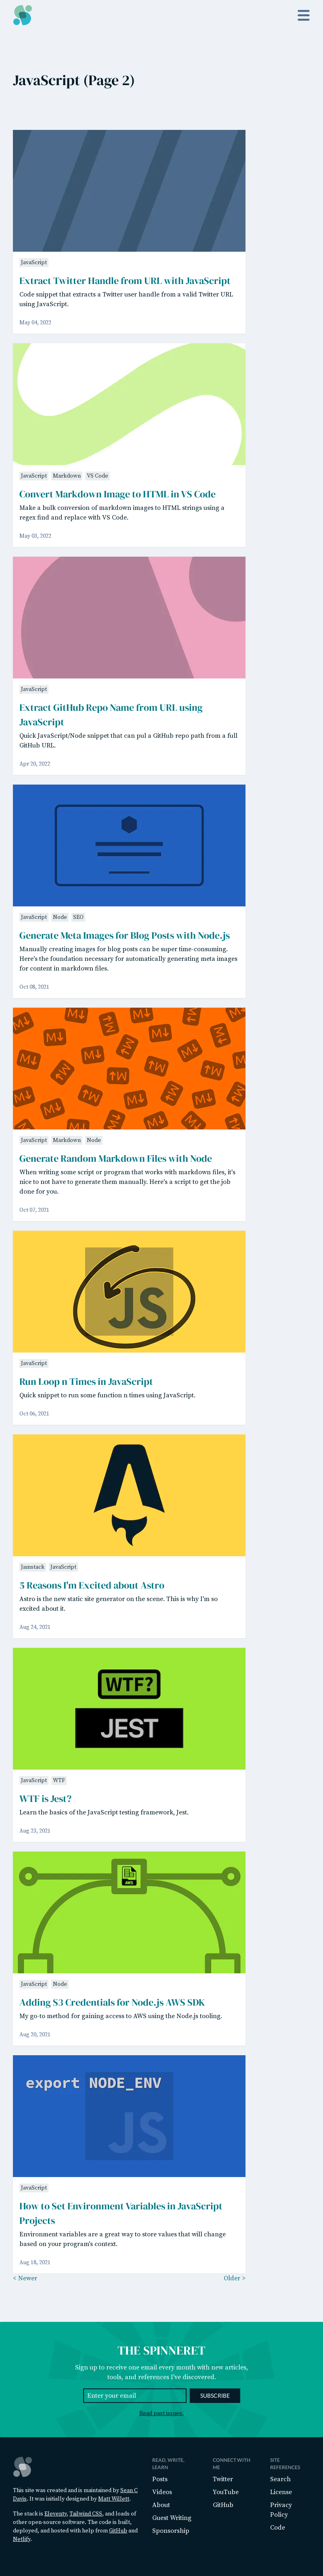 JavaScript (Page 2)
JavaScript
Extract Twitter Handle from URL with JavaScript
Code snippet that extracts a Twitter user handle from a valid Twitter URL
using JavaScript.
May 04, 2022
JavaScript Markdown VS Code
Convert Markdown Image to HTML in VS Code
Make a bulk conversion of markdown images to HTML strings using a
regex find and replace with VS Code.
May 03, 2022
JavaScript
Extract GitHub Repo Name from URL using
JavaScript
Quick JavaScript/Node snippet that can pul a GitHub repo path from a full
GitHub URL.
Apr 20, 2022
JavaScript Node SEO
Generate Meta Images for Blog Posts with Node.js
Manually creating images for blog posts can be super time-consuming.
Here's the foundation necessary for automatically generating meta images
for content in markdown files.
Oct 08, 2021
JavaScript Markdown Node
Generate Random Markdown Files with Node
When writing some script or program that works with markdown files, it's
nice to not have to generate them manually. Here's a script to get the job
done for you.
Oct 07, 2021
JS
JavaScript
Run Loop n Times in JavaScript
Quick snippet to run some function n times using JavaScript.
Oct 06, 2021
Jamstack JavaScript
5 Reasons I'm Excited about Astro
Astro is the new static site generator on the scene. This is why I'm so
excited about it.
Aug 24, 2021
WTF?
JEST
JavaScript WTF
WTF is Jest?
Learn the basics of the JavaScript testing framework, Jest.
Aug 23, 2021
AWS
JavaScript Node
Adding S3 Credentials for Node.js AWS SDK
My go-to method for gaining access to AWS using the Node.js tooling.
Aug 20, 2021
export NODE_ENV
JS
JavaScript
How to Set Environment Variables in JavaScript
Projects
Environment variables are a great way to store values that will change
based on your program's context.
Aug 18, 2021
< Newer
Older >
THE SPINNERET
Sign up to receive one email every month with new articles,
tools, and references I've discovered.
Enter your email
SUBSCRIBE
Read past issues.
This site was created and is maintained by Sean C
Davis. It was initially designed by Matt Willett.
The stack is Eleventy, Tailwind CSS, and loads of
other open-source software. The code is built,
deployed, and hosted with help from GitHub and
Netlify.
READ, WRITE,
LEARN
Posts
Videos
About
Guest Writing
Sponsorship
CONNECT WITH
ME
Twitter
YouTube
GitHub
SITE
REFERENCES
Search
License
Privacy
Policy
Code